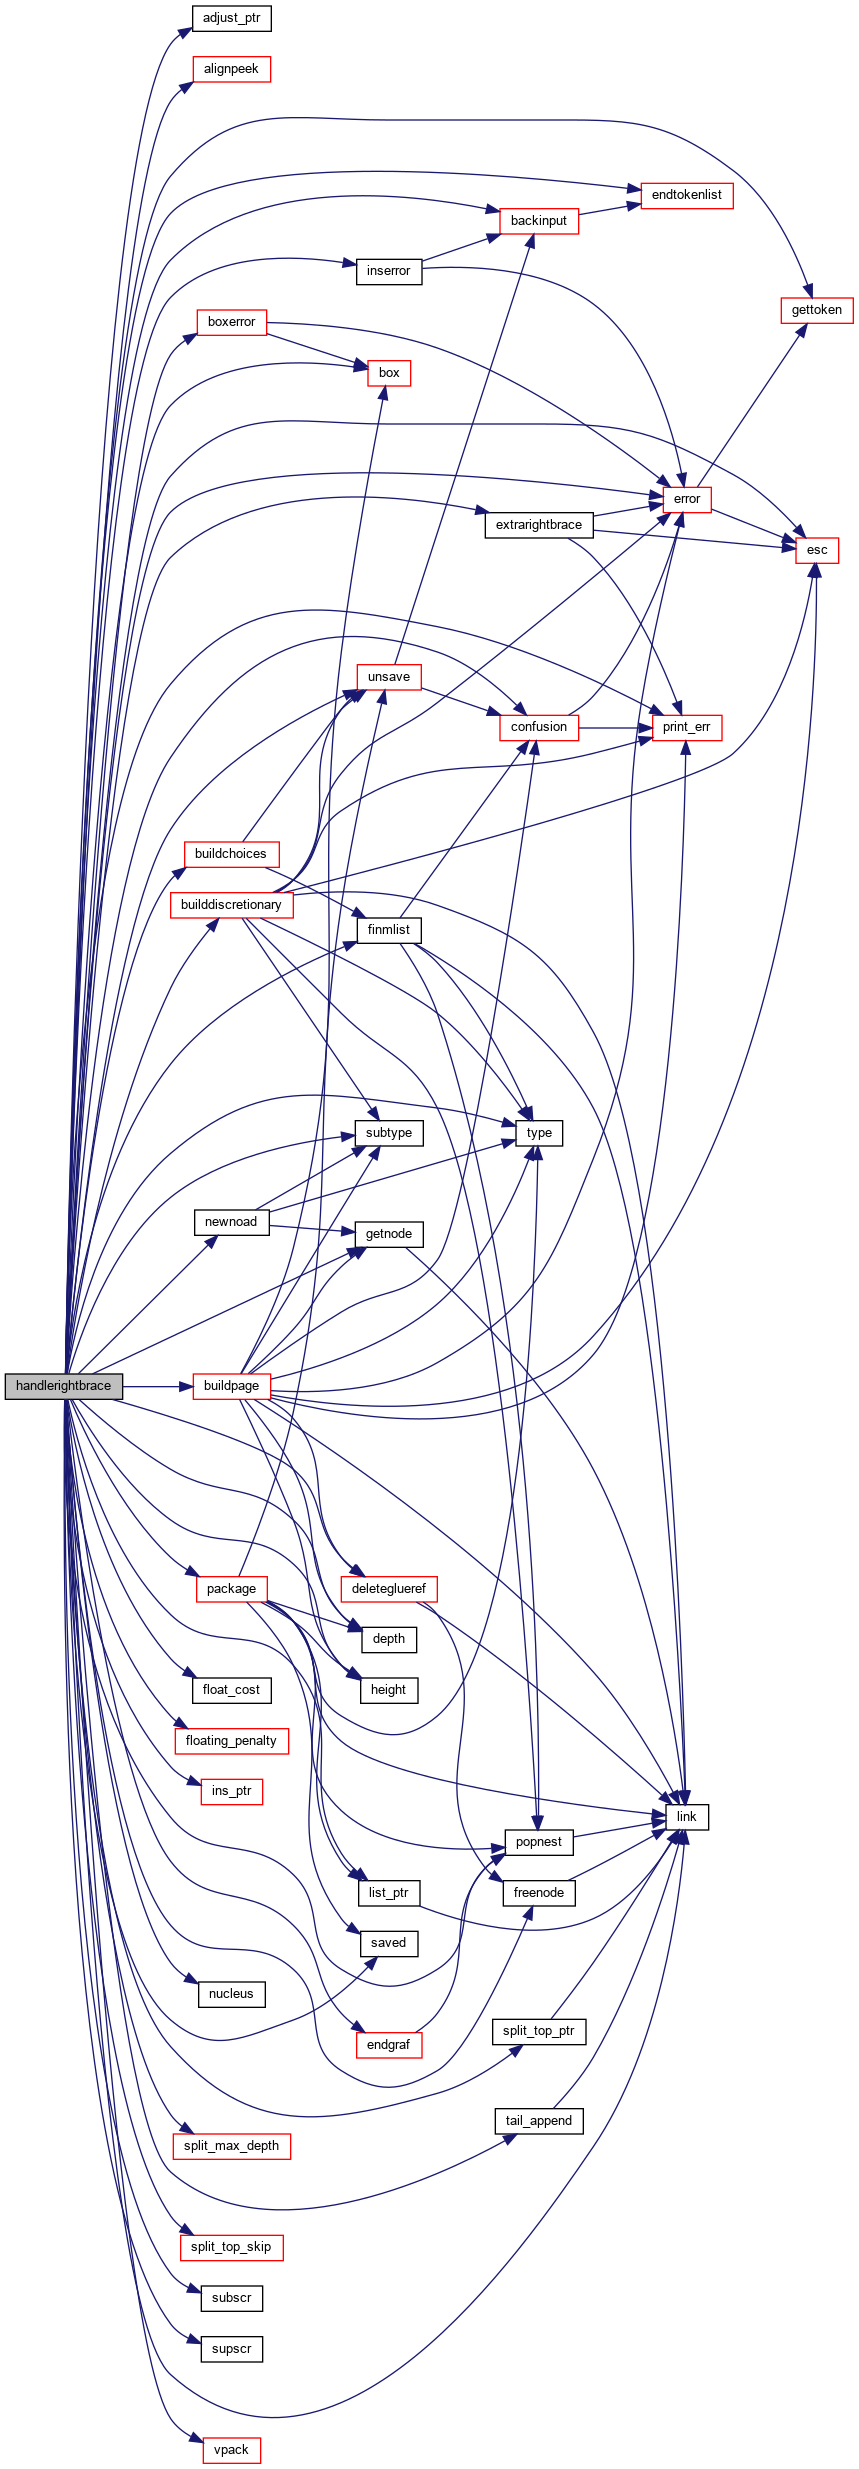 adjust_ptr
alignpeek
endtokenlist
backinput
inserror
gettoken
boxerror
box
error
extrarightbrace
esc
unsave
confusion
print_err
buildchoices
builddiscretionary
finmlist
subtype
type
newnoad
getnode
handlerightbrace
buildpage
package
deleteglueref
depth
float_cost
height
floating_penalty
ins_ptr
link
popnest
list_ptr
freenode
saved
nucleus
split_top_ptr
endgraf
tail_append
split_max_depth
split_top_skip
subscr
supscr
vpack